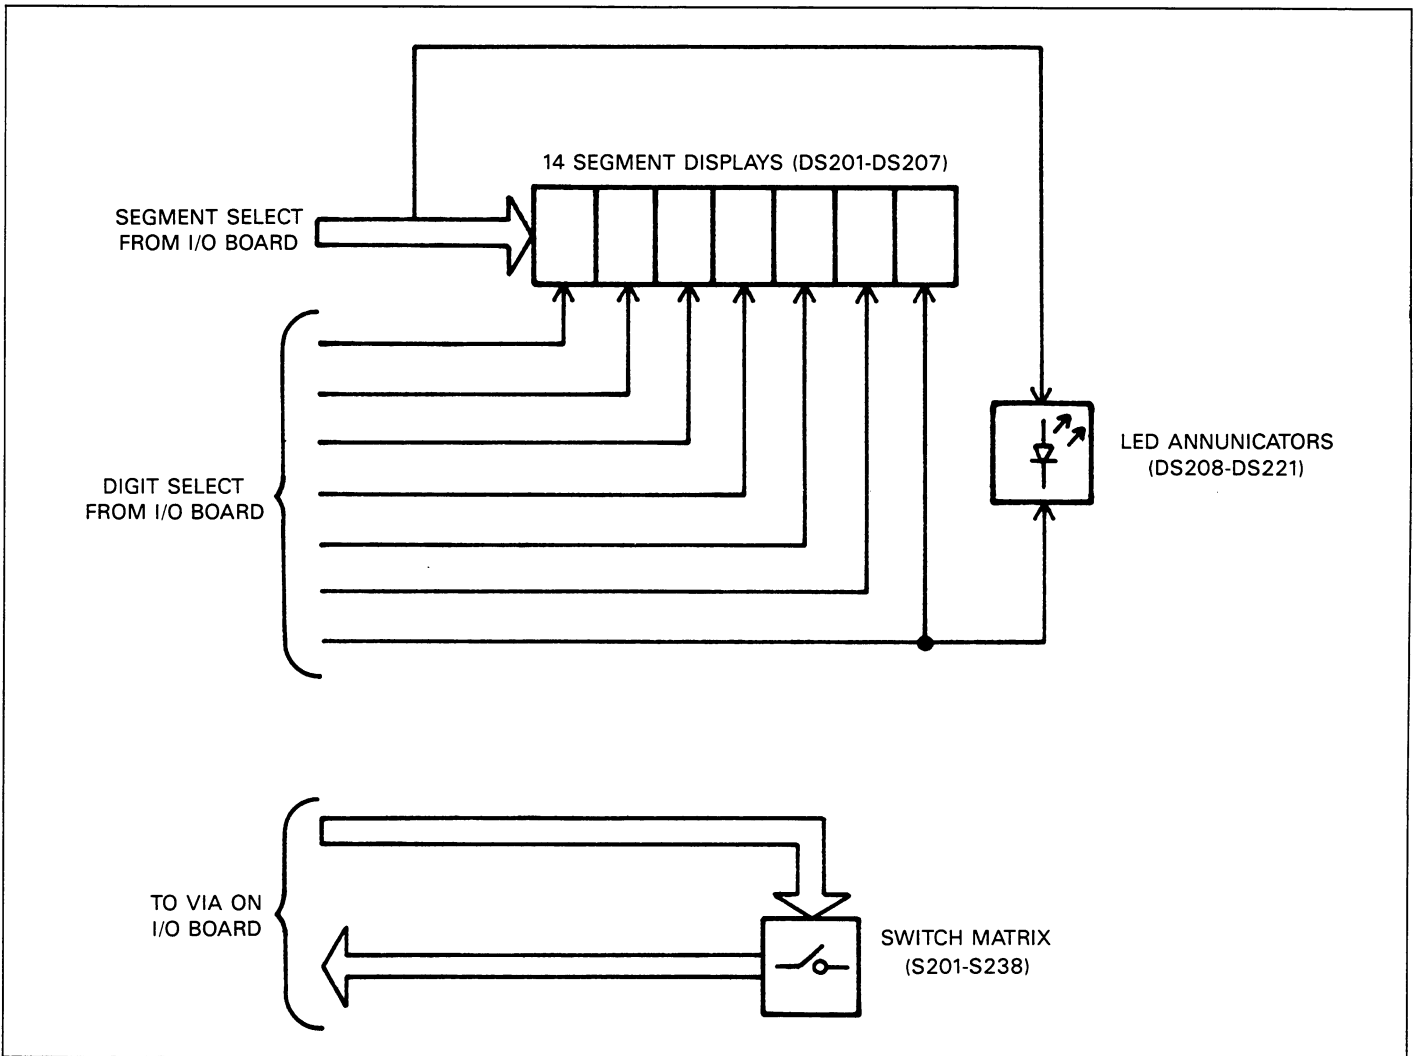 14 SEGMENT DISPLAYS (DS201-DS207)
SEGMENT SELECT
FROM I/O BOARD
LED ANNUNICATORS
(DS208-DS221)
DIGIT SELECT
FROM I/O BOARD
TO VIA ON
I/O BOARD
SWITCH MATRIX
(S201-S238)